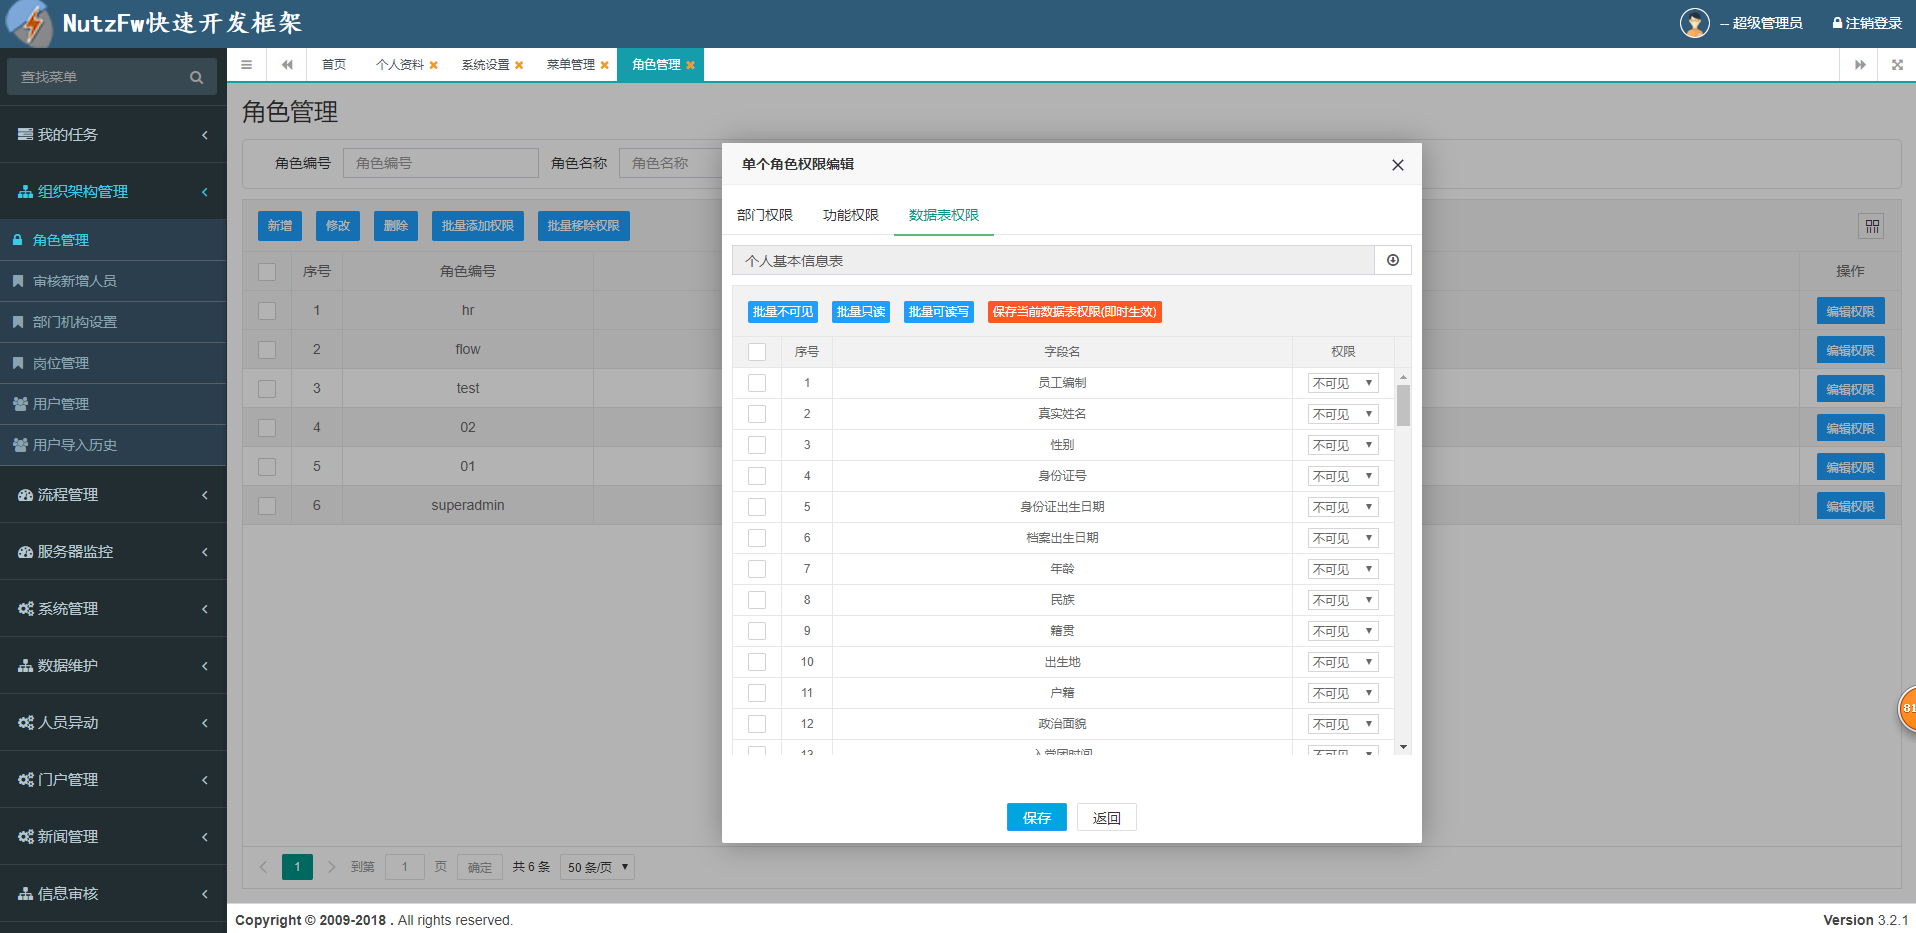 NutzFw快速开发框架
-- 超级管理员 注销登录
查找菜单
首页 个人资料 系统设置 菜单管理 角色管理
我的任务
组织架构管理
角色管理
审核新增人员
部门机构设置
岗位管理
用户管理
用户导入历史
流程管理
服务器监控
系统管理
数据维护
人员异动
门户管理
新闻管理
信息审核
角色管理
角色编号 角色编号 角色名称 角色名称
新增 修改 删除 批量添加权限 批量移除权限
序号 角色编号 操作
1 hr 编辑权限
2 flow 编辑权限
3 test 编辑权限
4 02 编辑权限
5 01 编辑权限
6 superadmin 编辑权限
单个角色权限编辑
部门权限 功能权限 数据表权限
个人基本信息表
批量不可见 批量只读 批量可读写 保存当前数据表权限(即时生效)
序号 字段名 权限
1 员工编制 不可见
2 真实姓名 不可见
3 性别 不可见
4 身份证号 不可见
5 身份证出生日期 不可见
6 档案出生日期 不可见
7 年龄 不可见
8 民族 不可见
9 籍贯 不可见
10 出生地 不可见
11 户籍 不可见
12 政治面貌 不可见
13 入党团时间 不可见
保存 返回
81
1 到第 1 页 确定 共 6 条 50 条/页
Copyright © 2009-2018 . All rights reserved.
Version 3.2.1